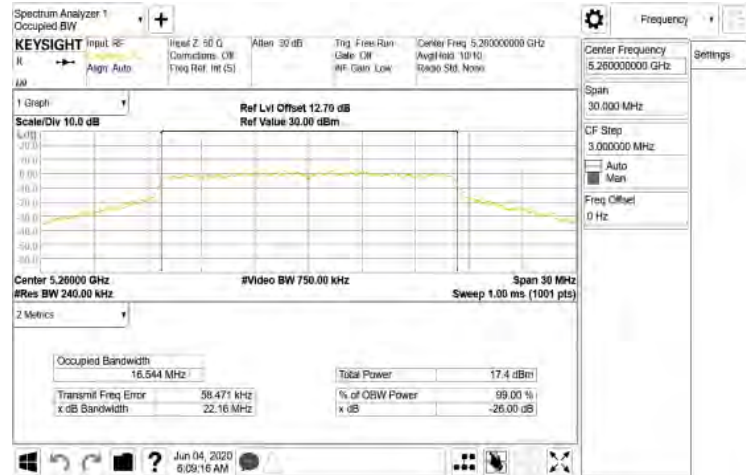 Spectrum Analyzer 1
Occupied BW
Frequency
KEYSIGHT
Input: RF
Input Z: 50 Ω
Atten: 30 dB
Trig: Free Run
Center Freq: 5.260000000 GHz
Corrections: Off
Gate: Off
Avg|Hold: 10/10
R
Align: Auto
Freq Ref: Int (S)
#IF Gain: Low
Radio Std: None
Center Frequency
5.260000000 GHz
Settings
Span
30.000 MHz
CF Step
3.000000 MHz
Auto
Man
Freq Offset
0 Hz
1 Graph
Ref Lvl Offset 12.70 dB
Scale/Div 10.0 dB
Ref Value 30.00 dBm
Center 5.26000 GHz
#Video BW 750.00 kHz
Span 30 MHz
#Res BW 240.00 kHz
Sweep 1.00 ms (1001 pts)
2 Metrics
Occupied Bandwidth
16.544 MHz
Total Power
17.4 dBm
Transmit Freq Error
58.471 kHz
% of OBW Power
99.00 %
x dB Bandwidth
22.16 MHz
x dB
-26.00 dB
?
Jun 04, 2020
6:09:16 AM